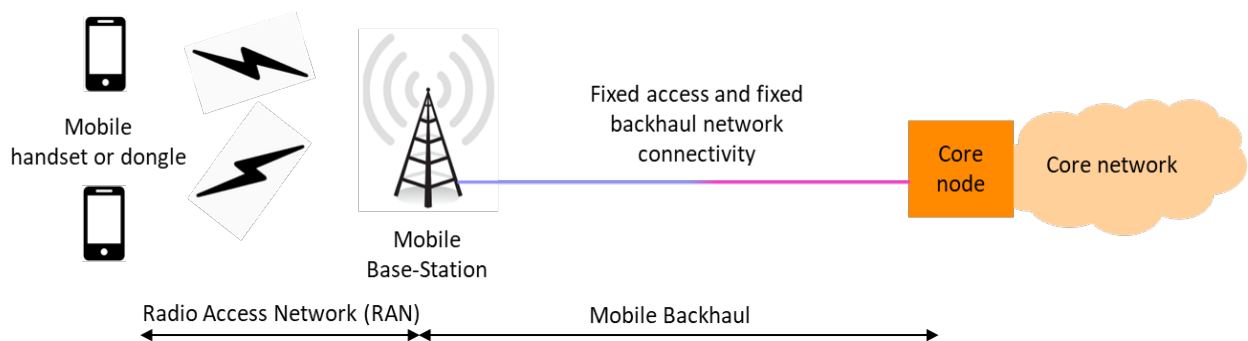 Mobile
handset or dongle
Mobile
Base-Station
Fixed access and fixed
backhaul network
connectivity
Core
node
Core network
Radio Access Network (RAN)
Mobile Backhaul